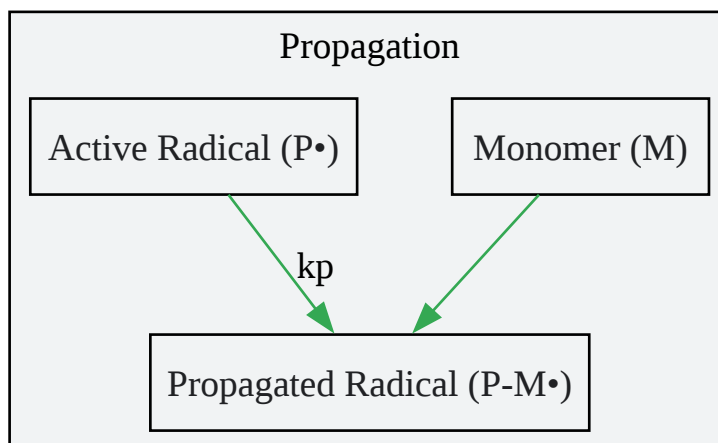 Propagation
Active Radical (P•)
Monomer (M)
kp
Propagated Radical (P-M•)